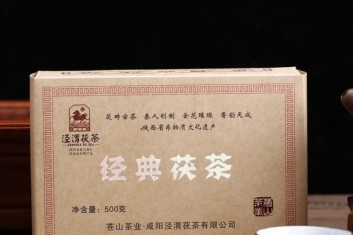 茯砖古茶 秦人创制 金花璀璨 普韵天成
陕西省非物质文化遗产
泾渭茯茶
经典茯茶
净含量：500克
苍山茶业·咸阳泾渭茯茶有限公司